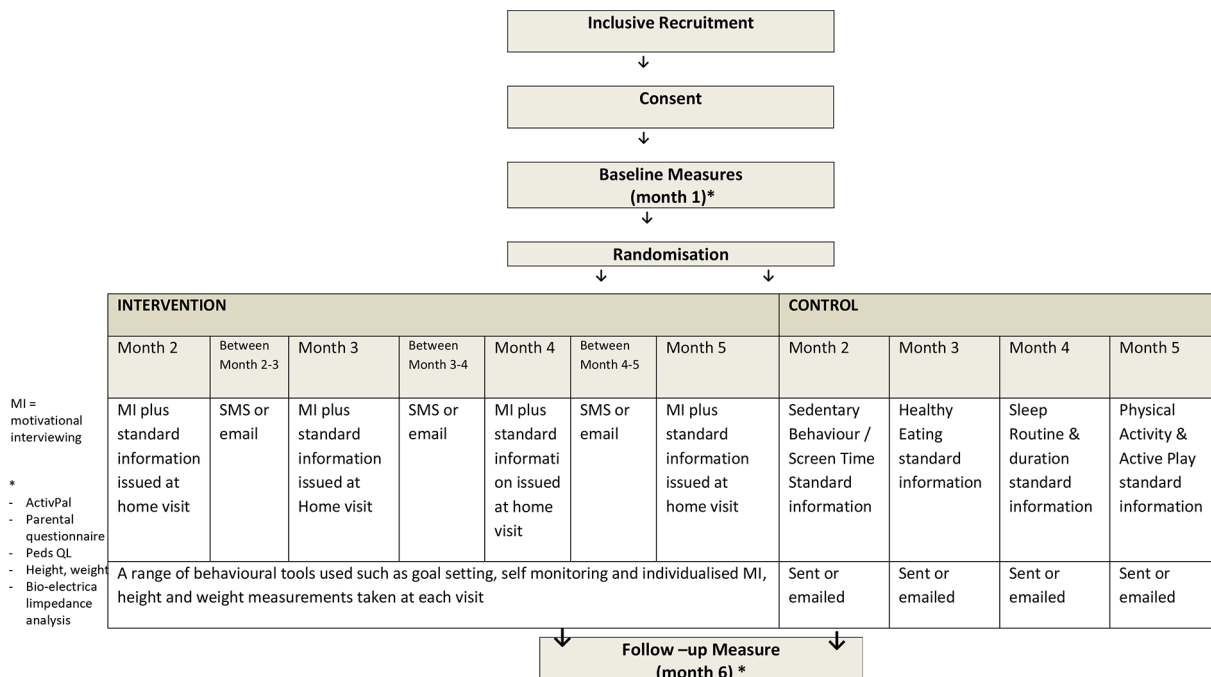 Inclusive Recruitment
↓
Consent
↓
Baseline Measures
(month 1)*
↓
Randomisation
↓ ↓
INTERVENTION
CONTROL
Month 2
Between
Month 2-3
Month 3
Between
Month 3-4
Month 4
Between
Month 4-5
Month 5
Month 2
Month 3
Month 4
Month 5
MI =
motivational
interviewing
*
- ActivPal
- Parental
questionnaire
- Peds QL
- Height, weight
- Bio-electrica
limpedance
analysis
MI plus
standard
information
issued at
home visit
SMS or
email
MI plus
standard
information
issued at
Home visit
SMS or
email
MI plus
standard
informati
on issued
at home
visit
SMS or
email
MI plus
standard
information
issued at
home visit
Sedentary
Behaviour /
Screen Time
Standard
information
Healthy
Eating
standard
information
Sleep
Routine &
duration
standard
information
Physical
Activity &
Active Play
standard
information
A range of behavioural tools used such as goal setting, self monitoring and individualised MI,
height and weight measurements taken at each visit
Sent or
emailed
Sent or
emailed
Sent or
emailed
Sent or
emailed
↓ ↓
Follow –up Measure
(month 6) *